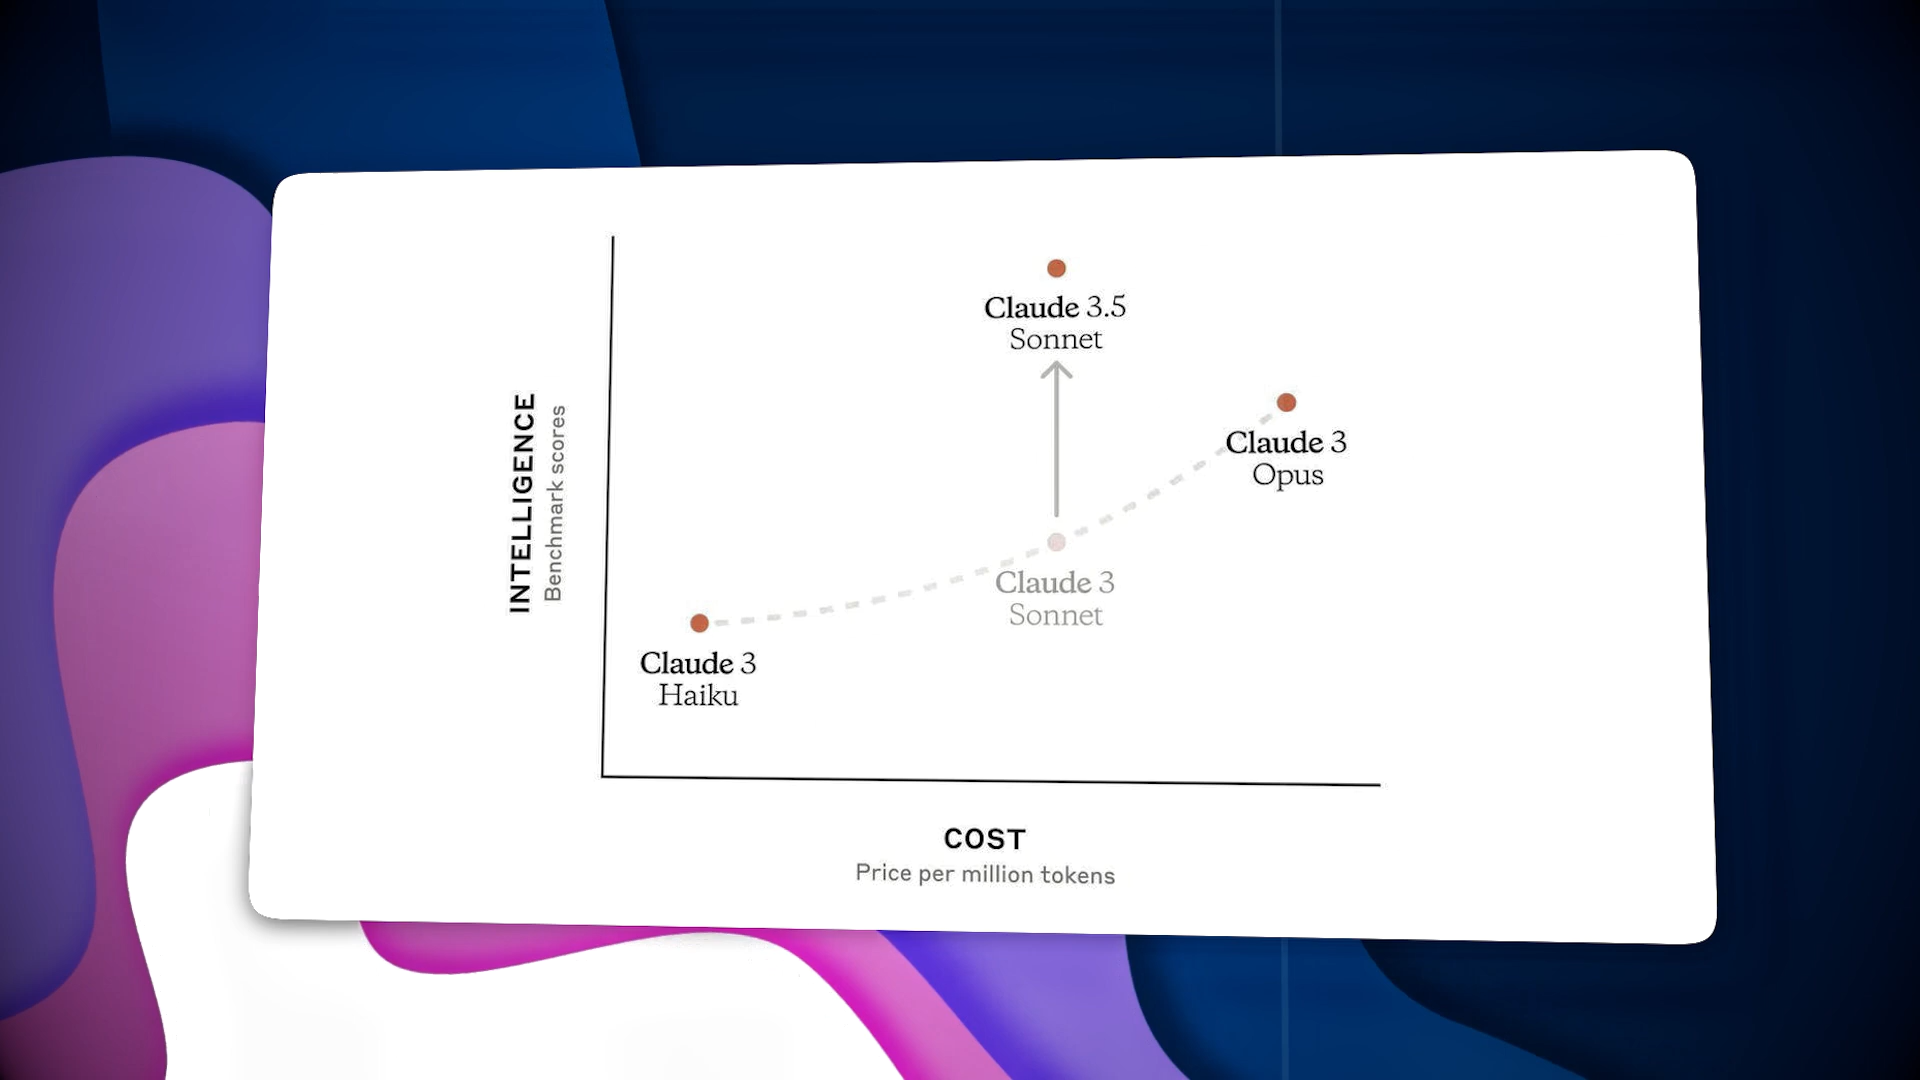 Claude 3.5
Sonnet
Claude 3
Opus
Claude 3
Sonnet
Claude 3
Haiku
INTELLIGENCE
Benchmark scores
COST
Price per million tokens